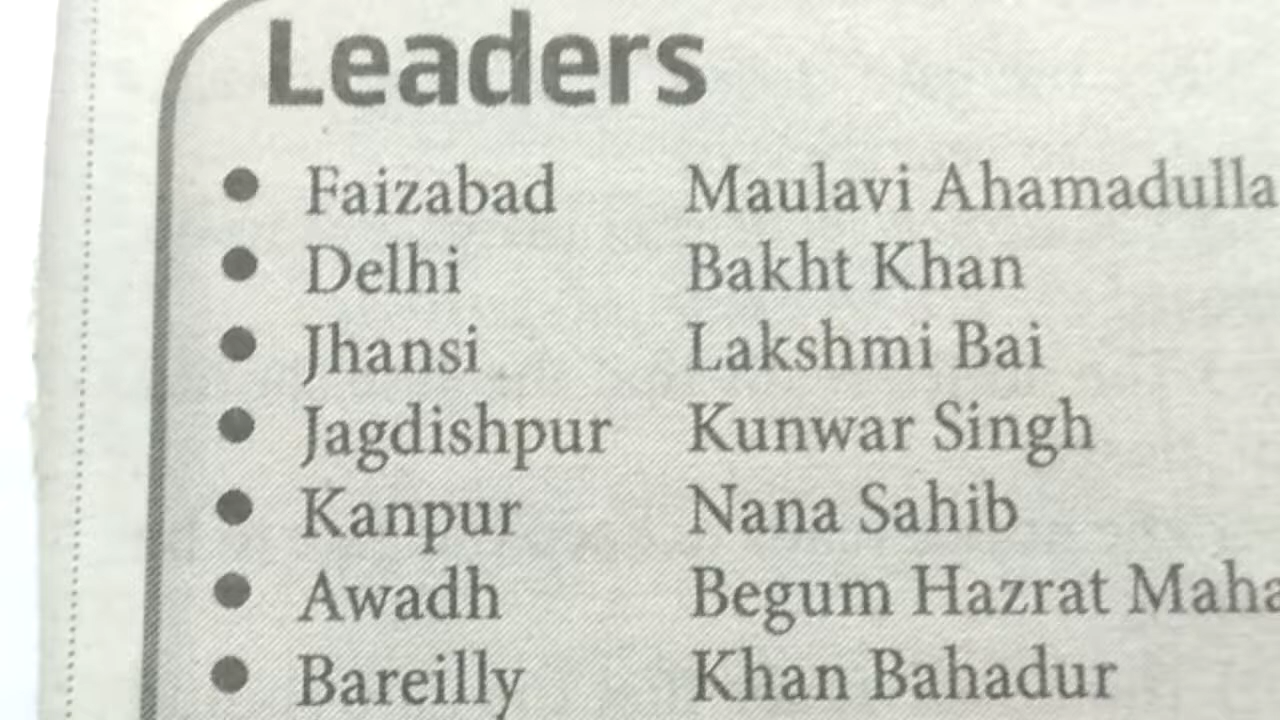 Leaders
● Faizabad Maulavi Ahamadulla
● Delhi Bakht Khan
● Jhansi Lakshmi Bai
● Jagdishpur Kunwar Singh
● Kanpur Nana Sahib
● Awadh Begum Hazrat Maha
● Bareilly Khan Bahadur